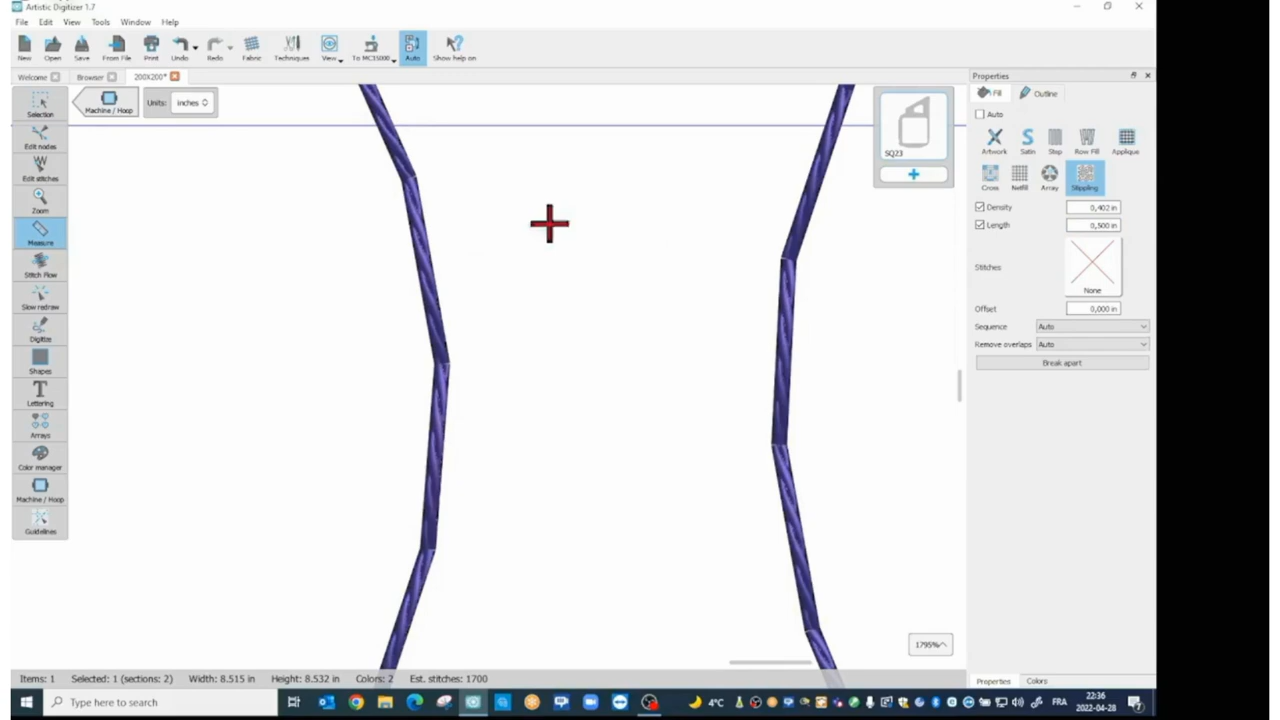 Artistic Digitizer 1.7
File Edit View Tools Window Help
New Open Save From File Print Undo Redo Fabric Techniques View To MC15000 Auto Show help on
Welcome Browser 200X200*
Properties
Selection
Machine / Hoop
Units: inches
SQ23
Fill Outline
Auto
Edit nodes
Artwork Satin Step Row Fill Applique
Edit stitches
Cross Netfill Array Stippling
Zoom
Density 0,402 in
Measure
Length 0,500 in
Stitch Flow
Stitches
None
Slow redraw
Offset 0,000 in
Digitize
Sequence Auto
Remove overlaps Auto
Shapes
Break apart
Lettering
Arrays
Color manager
Machine / Hoop
Guidelines
1795%
Items: 1 Selected: 1 (sections: 2) Width: 8.515 in Height: 8.532 in Colors: 2 Est. stitches: 1700
Properties Colors
Type here to search
4°C
FRA
22:36
2022-04-28
7